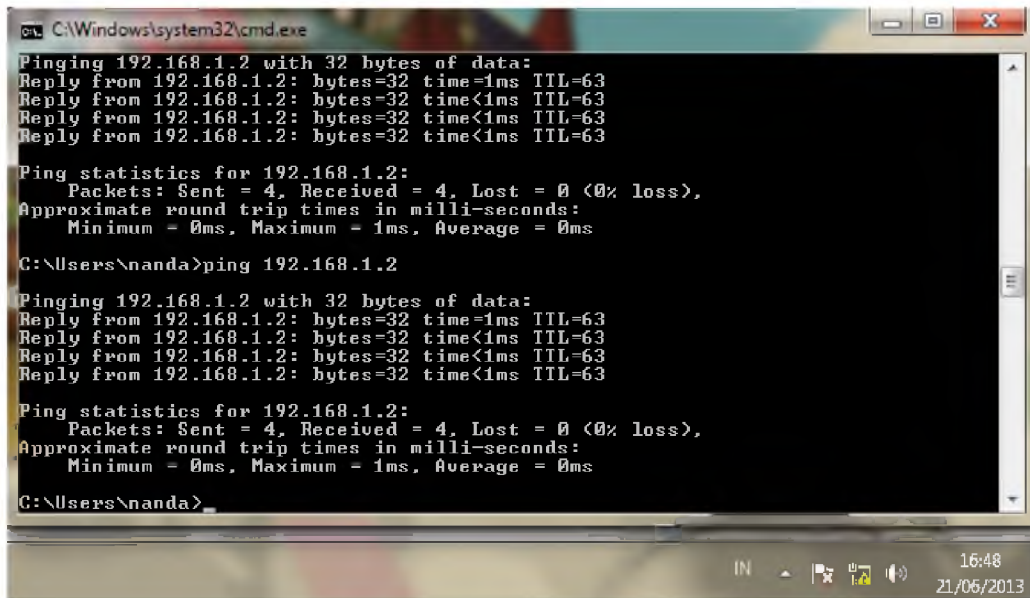 C:\Windows\system32\cmd.exe
Pinging 192.168.1.2 with 32 bytes of data:
Reply from 192.168.1.2: bytes=32 time=1ms TTL=63
Reply from 192.168.1.2: bytes=32 time<1ms TTL=63
Reply from 192.168.1.2: bytes=32 time<1ms TTL=63
Reply from 192.168.1.2: bytes=32 time<1ms TTL=63
Ping statistics for 192.168.1.2:
Packets: Sent = 4, Received = 4, Lost = 0 (0% loss),
Approximate round trip times in milli-seconds:
Minimum = 0ms, Maximum = 1ms, Average = 0ms
C:\Users\nanda>ping 192.168.1.2
Pinging 192.168.1.2 with 32 bytes of data:
Reply from 192.168.1.2: bytes=32 time=1ms TTL=63
Reply from 192.168.1.2: bytes=32 time<1ms TTL=63
Reply from 192.168.1.2: bytes=32 time<1ms TTL=63
Reply from 192.168.1.2: bytes=32 time<1ms TTL=63
Ping statistics for 192.168.1.2:
Packets: Sent = 4, Received = 4, Lost = 0 (0% loss),
Approximate round trip times in milli-seconds:
Minimum = 0ms, Maximum = 1ms, Average = 0ms
C:\Users\nanda>_
IN
16:48
21/06/2013